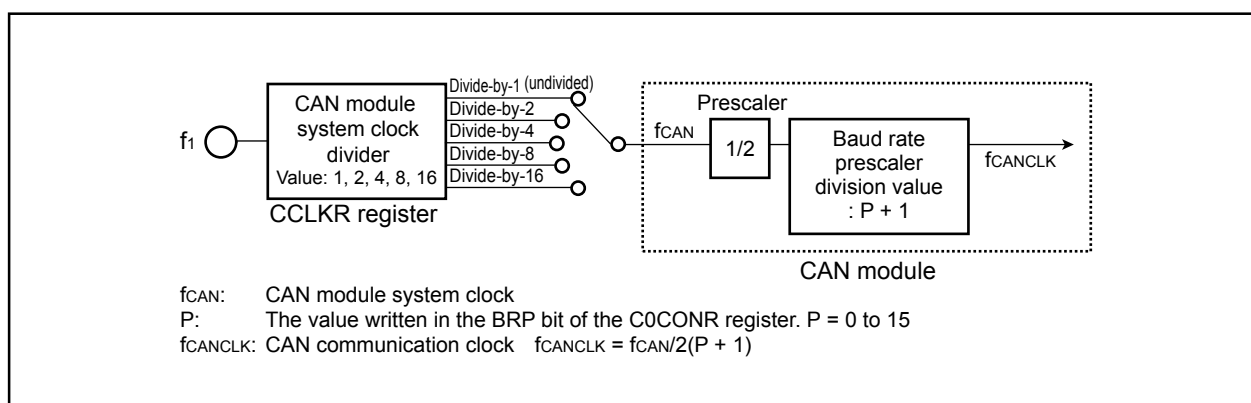 f1
CAN module
system clock
divider
Value: 1, 2, 4, 8, 16
CCLKR register
Divide-by-1 (undivided)
Divide-by-2
Divide-by-4
Divide-by-8
Divide-by-16
fCAN
Prescaler
1/2
Baud rate
prescaler
division value
: P + 1
fCANCLK
CAN module
fCAN: CAN module system clock
P: The value written in the BRP bit of the C0CONR register. P = 0 to 15
fCANCLK: CAN communication clock fCANCLK = fCAN/2(P + 1)